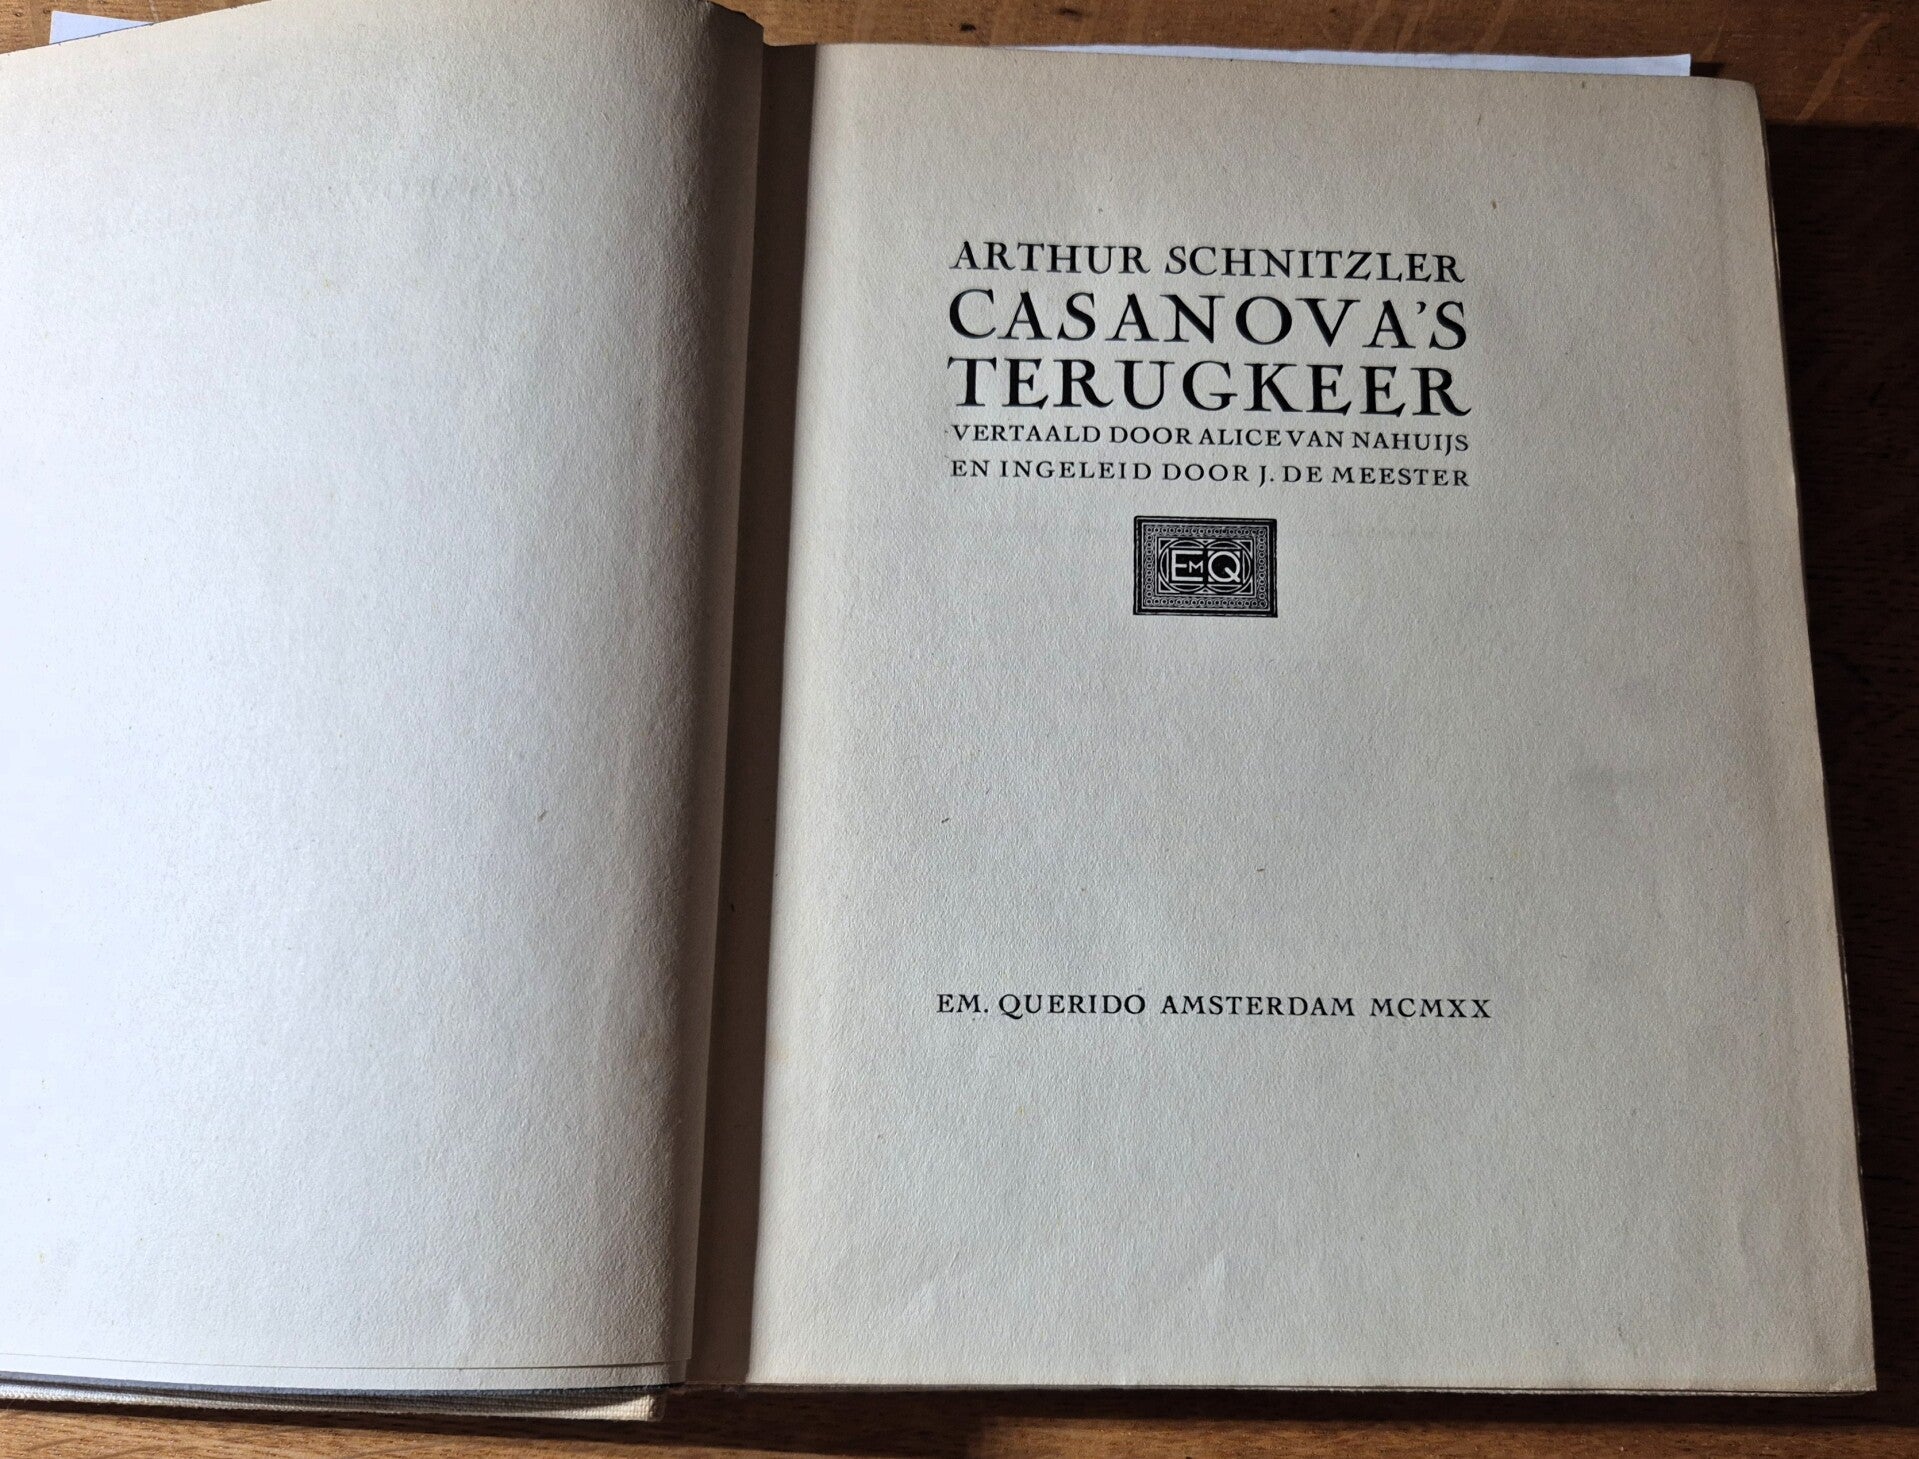 ARTHUR SCHNITZLER
CASANOVA'S
TERUGKEER
VERTAALD DOOR ALICE VAN NAHUIJS
EN INGELEID DOOR J. DE MEESTER
EMQ
EM. QUERIDO AMSTERDAM MCMXX